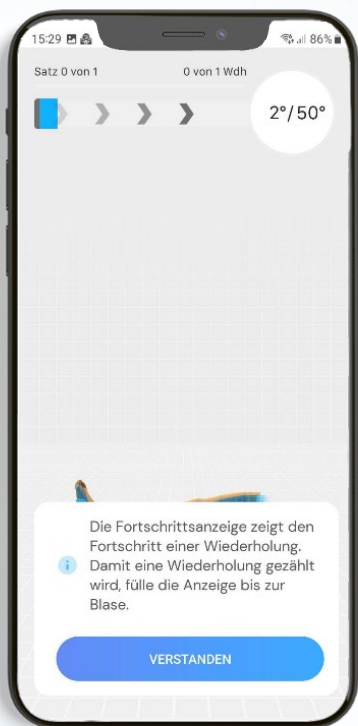 15:29 86%
Satz 0 von 1 0 von 1 Wdh
2°/50°
Die Fortschrittsanzeige zeigt den
Fortschritt einer Wiederholung.
Damit eine Wiederholung gezählt
wird, fülle die Anzeige bis zur
Blase.
VERSTANDEN